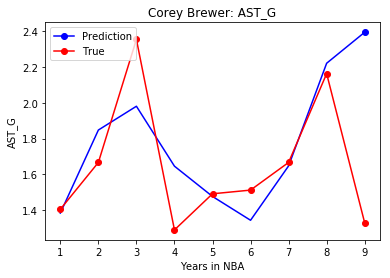 Corey Brewer: AST_G
Prediction
True
2.4
2.2
2.0
1.8
1.6
1.4
AST_G
1 2 3 4 5 6 7 8 9
Years in NBA